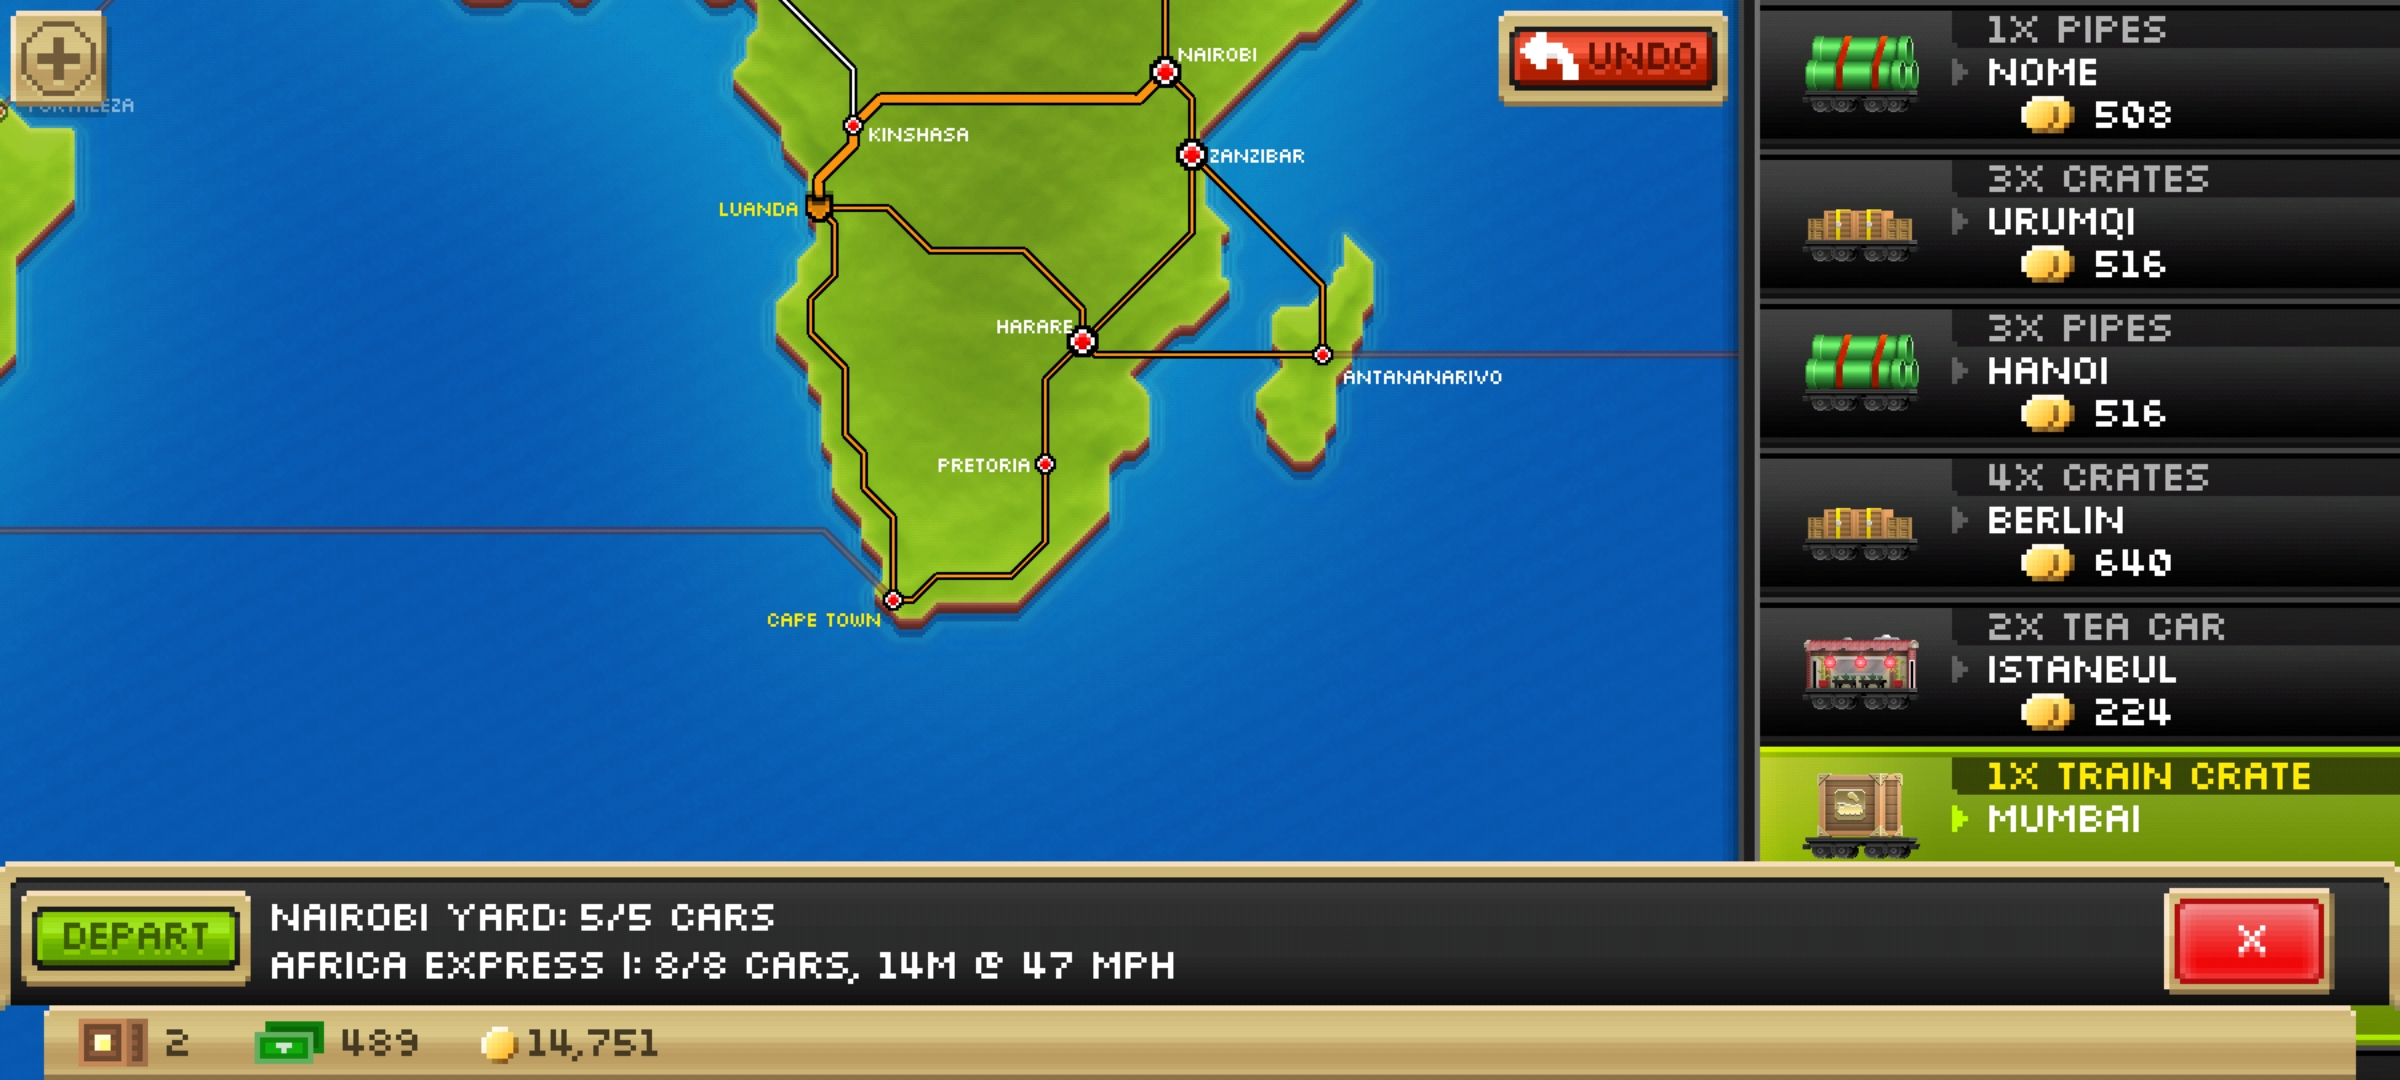 FORTALEZA
NAIROBI
KINSHASA
ZANZIBAR
LUANDA
HARARE
ANTANANARIVO
PRETORIA
CAPE TOWN
UNDO
1X PIPES
NOME
508
3X CRATES
URUMQI
516
3X PIPES
HANOI
516
4X CRATES
BERLIN
640
2X TEA CAR
ISTANBUL
224
1X TRAIN CRATE
MUMBAI
DEPART
NAIROBI YARD: 5/5 CARS
AFRICA EXPRESS I: 8/8 CARS, 14M @ 47 MPH
X
2
489
14,751